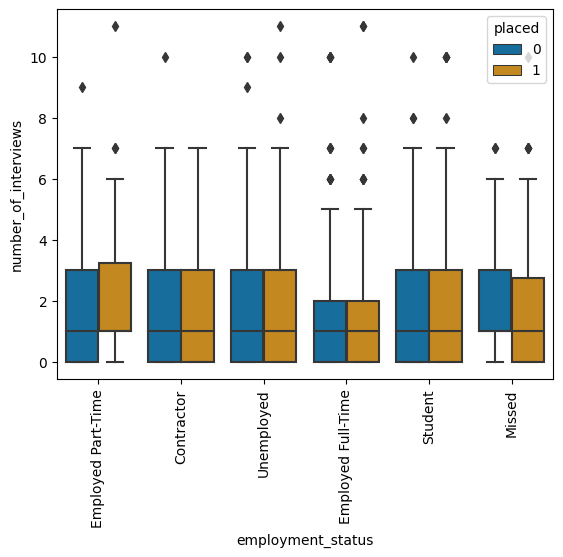 placed
0
1
10
8
6
4
2
0
number_of_interviews
Employed Part-Time
Contractor
Unemployed
Employed Full-Time
Student
Missed
employment_status